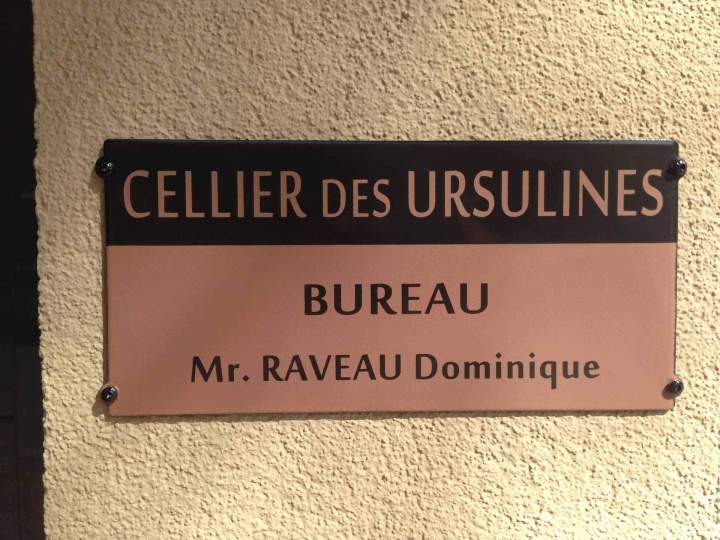 CELLIER DES URSULINES
BUREAU
Mr. RAVEAU Dominique